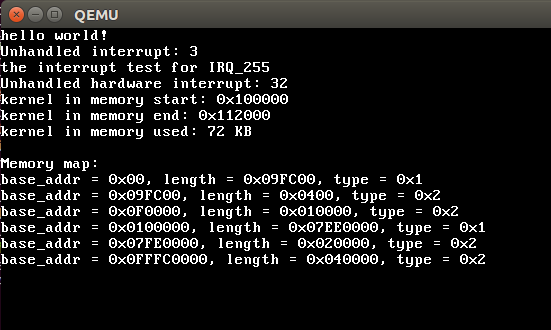 QEMU
hello world!
Unhandled interrupt: 3
the interrupt test for IRQ_255
Unhandled hardware interrupt: 32
kernel in memory start: 0x100000
kernel in memory end: 0x112000
kernel in memory used: 72 KB
Memory map:
base_addr = 0x00, length = 0x09FC00, type = 0x1
base_addr = 0x09FC00, length = 0x0400, type = 0x2
base_addr = 0x0F0000, length = 0x010000, type = 0x2
base_addr = 0x0100000, length = 0x07EE0000, type = 0x1
base_addr = 0x07FE0000, length = 0x020000, type = 0x2
base_addr = 0x0FFFC0000, length = 0x040000, type = 0x2